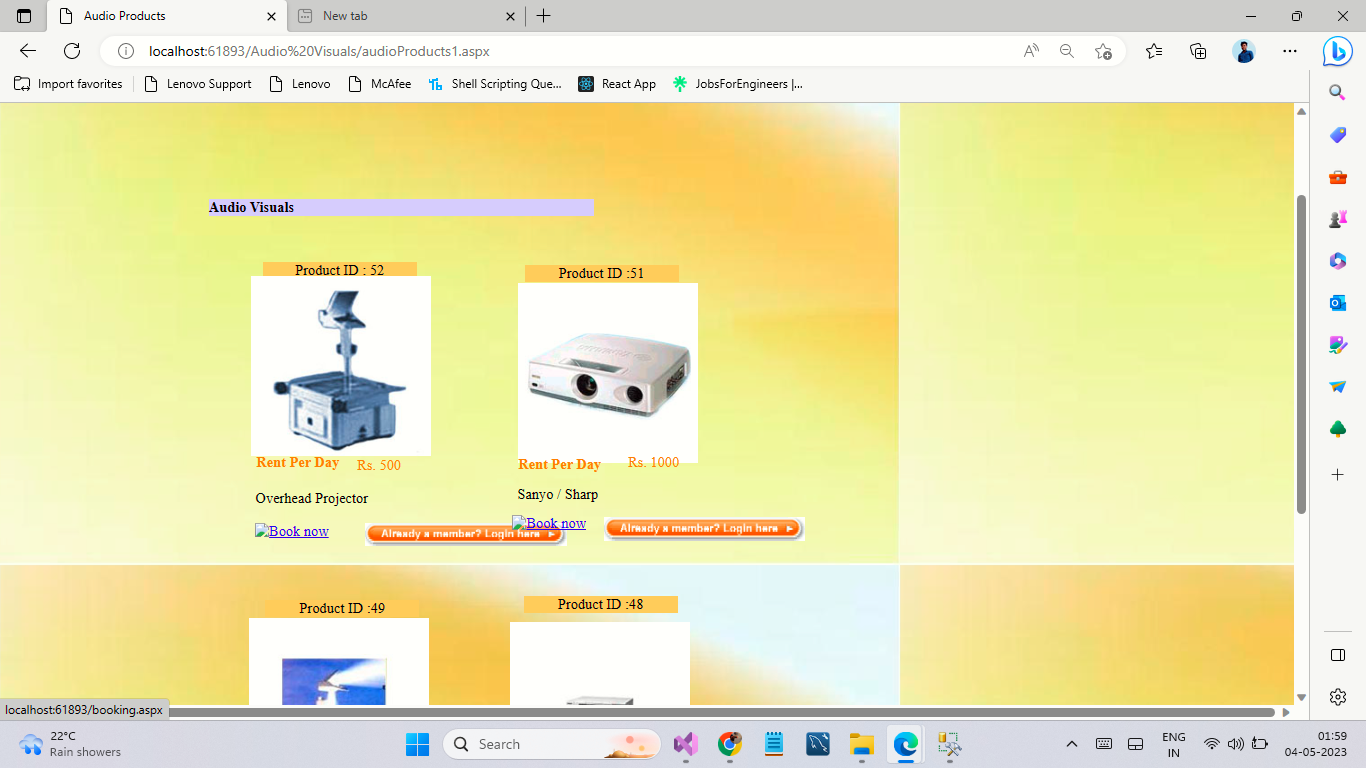 Audio Products
New tab
localhost:61893/Audio%20Visuals/audioProducts1.aspx
Import favorites
Lenovo Support
Lenovo
McAfee
Shell Scripting Que...
React App
JobsForEngineers |...
Audio Visuals
Product ID : 52
Product ID :51
Rent Per Day
Rs. 500
Rent Per Day
Rs. 1000
Overhead Projector
Sanyo / Sharp
Book now
Already a member? Login here
Book now
Already a member? Login here
Product ID :49
Product ID :48
localhost:61893/booking.aspx
22°C
Rain showers
Search
ENG
IN
01:59
04-05-2023